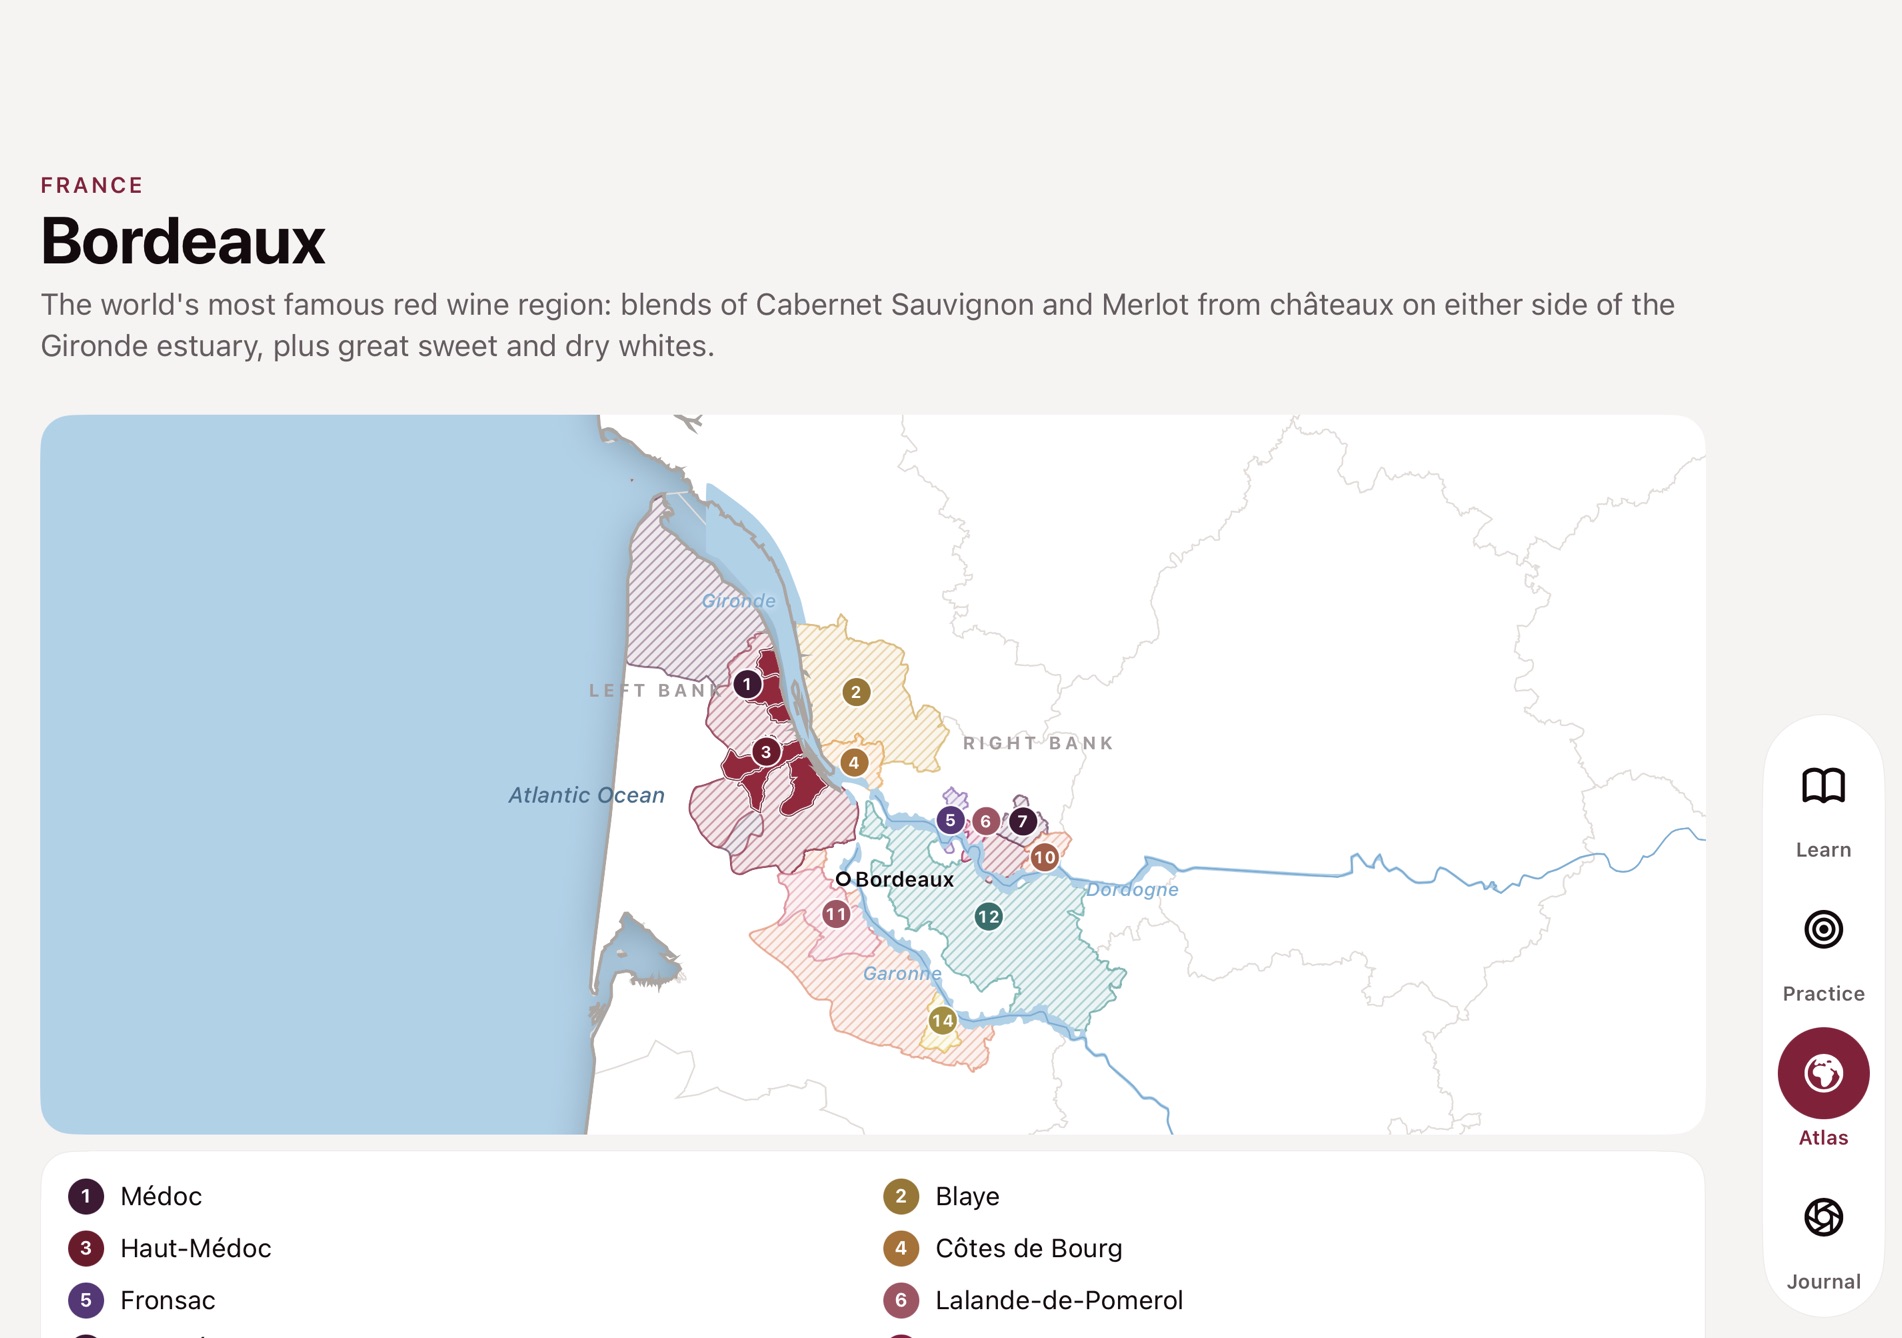 FRANCE
Bordeaux
The world's most famous red wine region: blends of Cabernet Sauvignon and Merlot from châteaux on either side of the
Gironde estuary, plus great sweet and dry whites.
Gironde
LEFT BANK
1
2
RIGHT BANK
3
4
Atlantic Ocean
5
6
7
10
Bordeaux
Dordogne
11
12
Garonne
14
1 Médoc
2 Blaye
3 Haut-Médoc
4 Côtes de Bourg
5 Fronsac
6 Lalande-de-Pomerol
Learn
Practice
Atlas
Journal